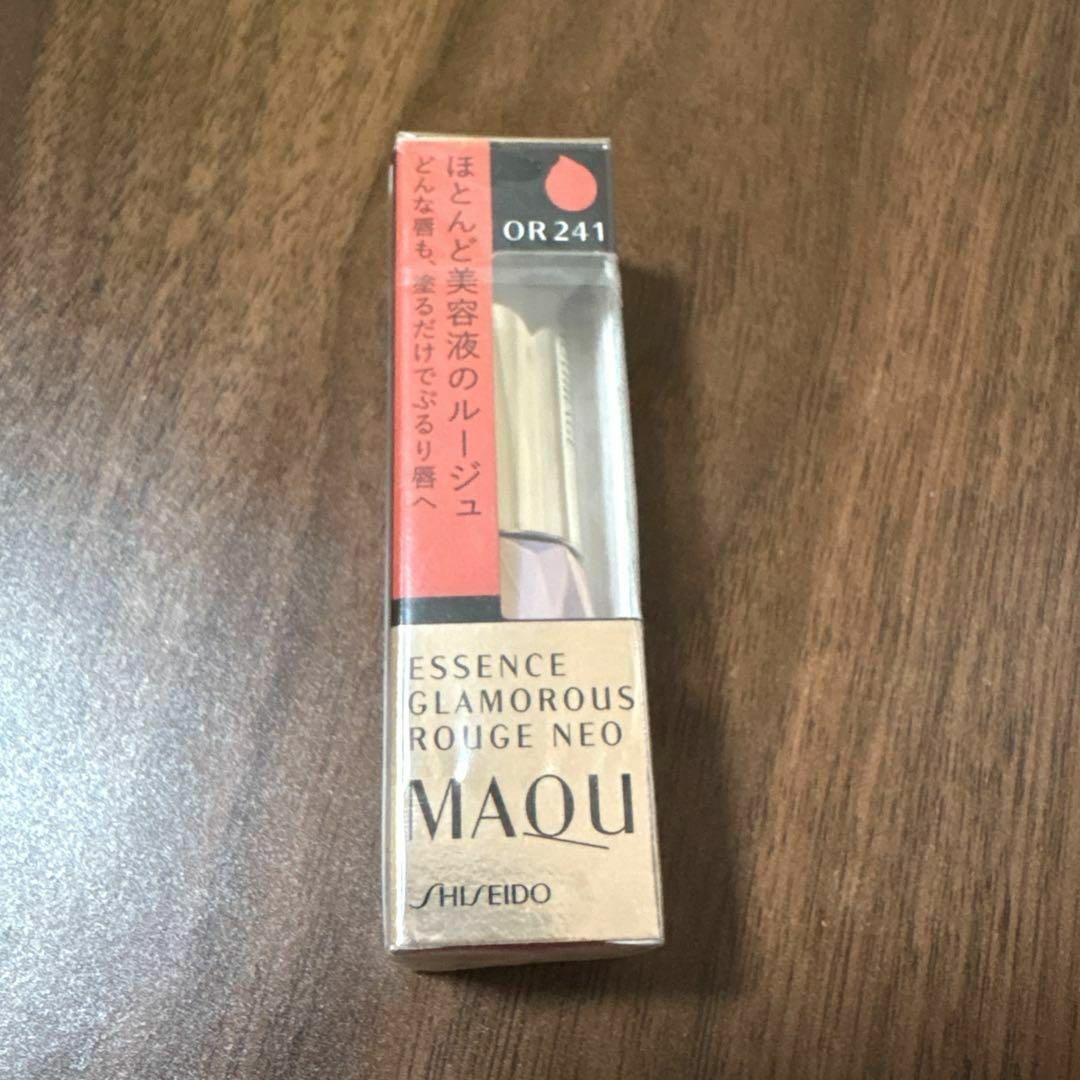 ほとんど美容液のルージュ
どんな唇も、塗るだけでぷるり唇へ
OR 241
ESSENCE
GLAMOROUS
ROUGE NEO
MAQU
SHISEIDO